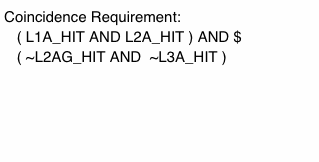 Coincidence Requirement:
( L1A_HIT AND L2A_HIT ) AND $
( ~L2AG_HIT AND ~L3A_HIT )